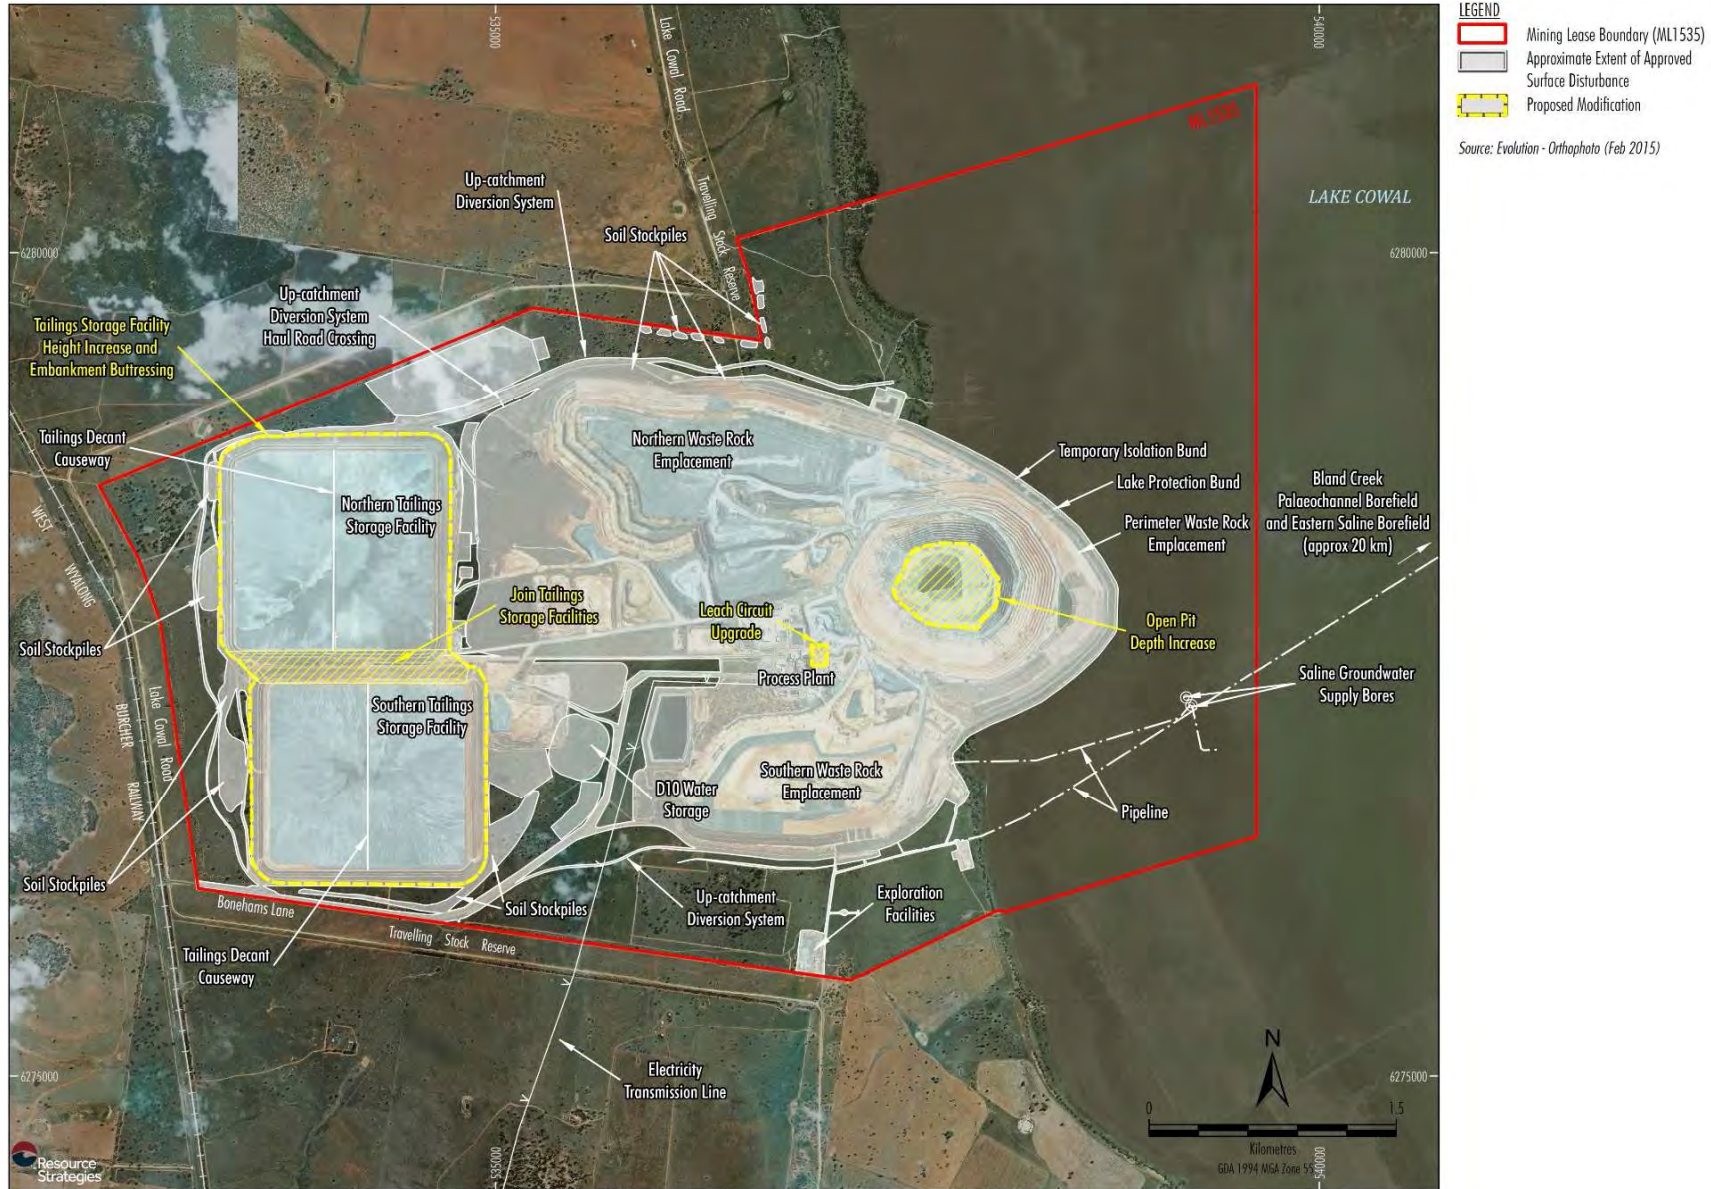 LEGEND
Mining Lease Boundary (ML1535)
Approximate Extent of Approved
Surface Disturbance
Proposed Modification
Source: Evolution - Orthophoto (Feb 2015)
535000
540000
Lake Cowal Road
ML1535
LAKE COWAL
Up-catchment
Diversion System
Travelling Stock Reserve
Soil Stockpiles
6280000
6280000
Up-catchment
Diversion System
Haul Road Crossing
Tailings Storage Facility
Height Increase and
Embankment Buttressing
Tailings Decant
Causeway
Northern Waste Rock
Emplacement
Temporary Isolation Bund
Lake Protection Bund
Perimeter Waste Rock
Emplacement
Bland Creek
Palaeochannel Borefield
and Eastern Saline Borefield
(approx 20 km)
Northern Tailings
Storage Facility
WEST WYALONG
Join Tailings
Storage Facilities
Leach Circuit
Upgrade
Open Pit
Depth Increase
Soil Stockpiles
Process Plant
Saline Groundwater
Supply Bores
Southern Tailings
Storage Facility
Lake Cowal Road
BURCHER RAILWAY
D10 Water
Storage
Southern Waste Rock
Emplacement
Pipeline
Soil Stockpiles
Bonehams Lane
Soil Stockpiles
Up-catchment
Diversion System
Exploration
Facilities
Travelling Stock Reserve
Tailings Decant
Causeway
Electricity
Transmission Line
6275000
6275000
N
0
1.5
Kilometres
GDA 1994 MGA Zone 55
535000
540000
Resource
Strategies